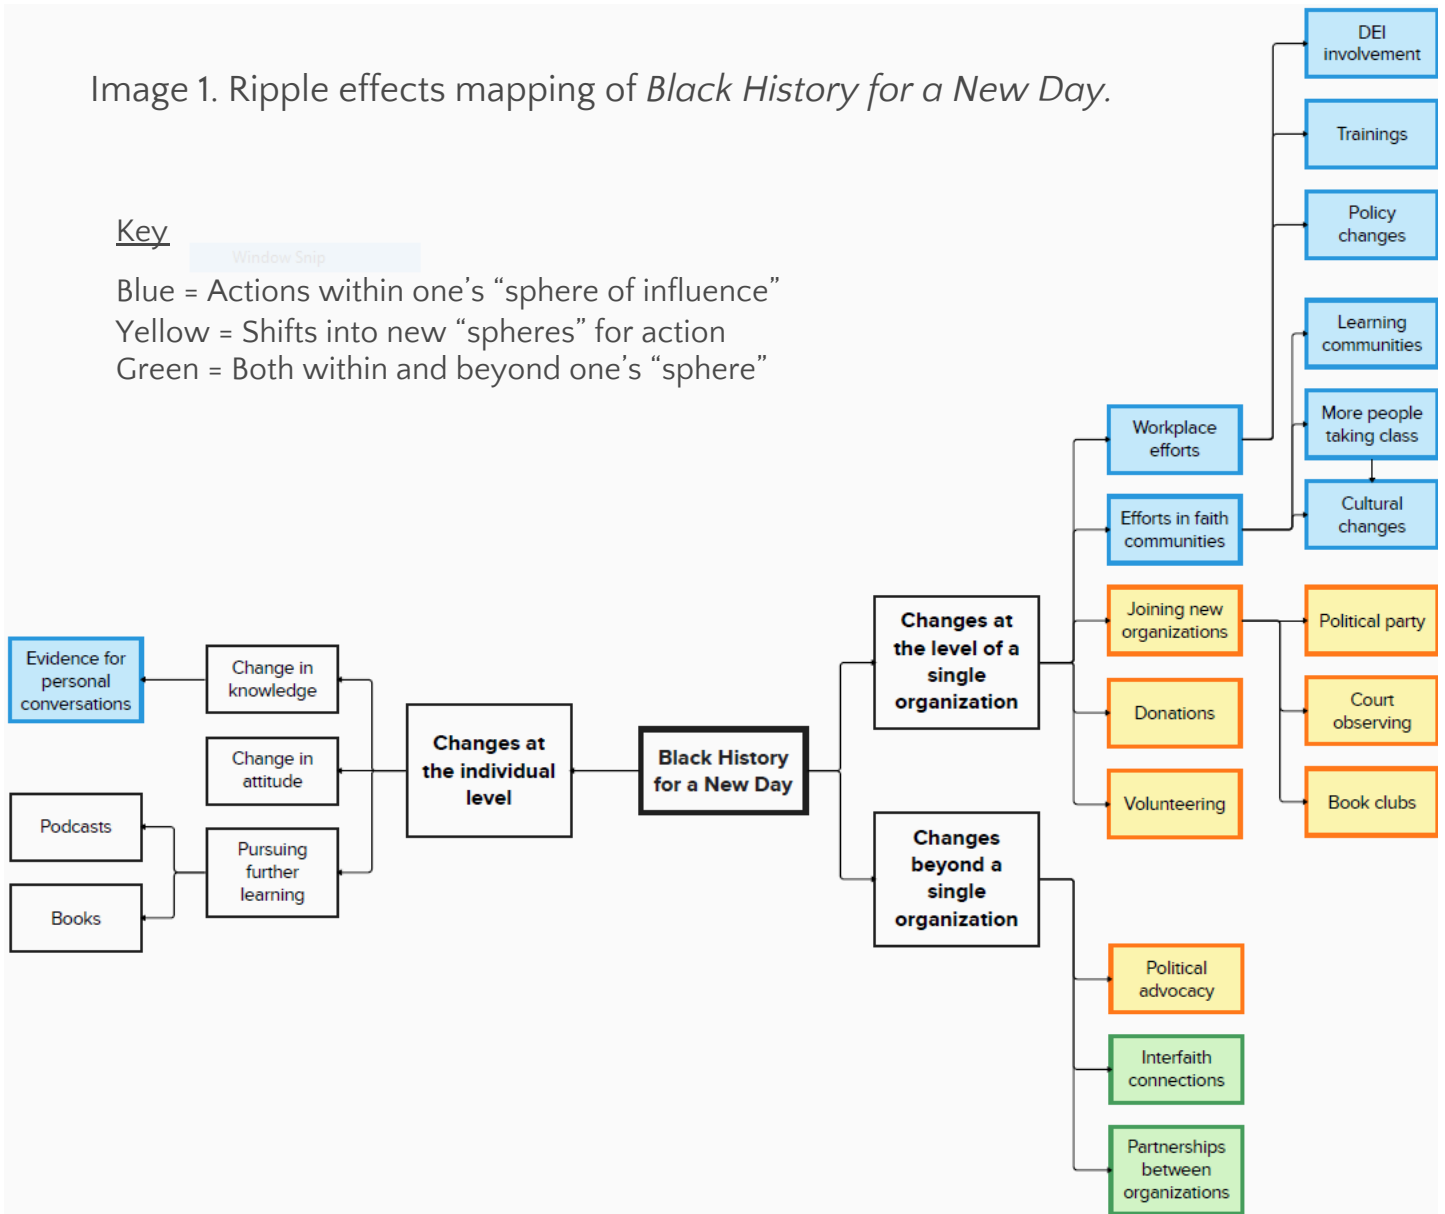 Image 1. Ripple effects mapping of Black History for a New Day.
Key
Window Snip
Blue = Actions within one’s “sphere of influence”
Yellow = Shifts into new “spheres” for action
Green = Both within and beyond one’s “sphere”
DEI
involvement
Trainings
Policy
changes
Learning
communities
More people
taking class
Cultural
changes
Workplace
efforts
Efforts in faith
communities
Joining new
organizations
Donations
Volunteering
Political party
Court
observing
Book clubs
Changes at
the level of a
single
organization
Black History
for a New Day
Changes
beyond a
single
organization
Political
advocacy
Interfaith
connections
Partnerships
between
organizations
Changes at
the individual
level
Change in
knowledge
Change in
attitude
Pursuing
further
learning
Evidence for
personal
conversations
Podcasts
Books